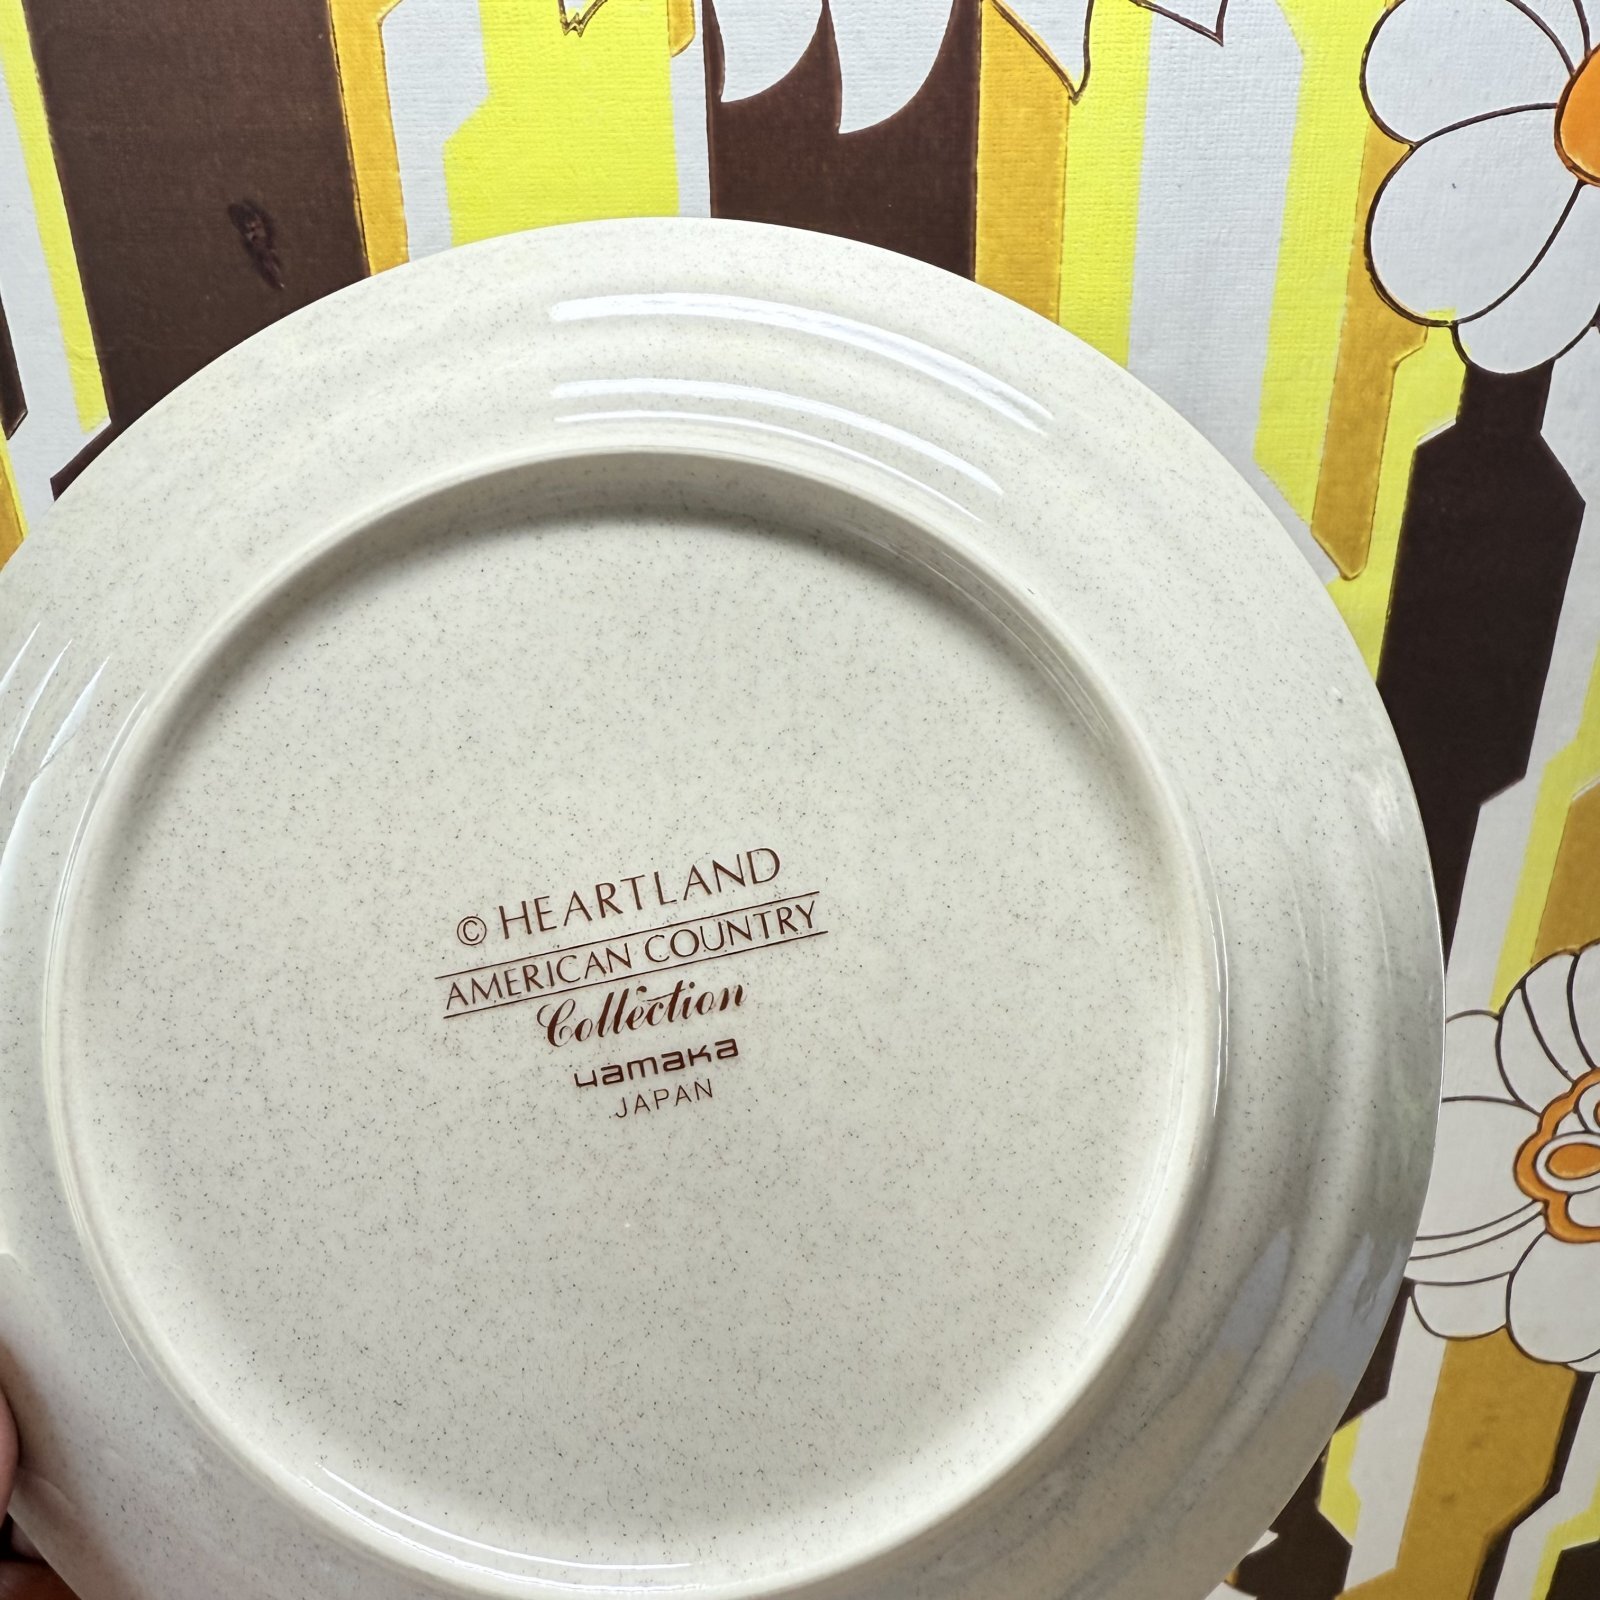 © HEARTLAND
AMERICAN COUNTRY
Collection
yamaka
JAPAN